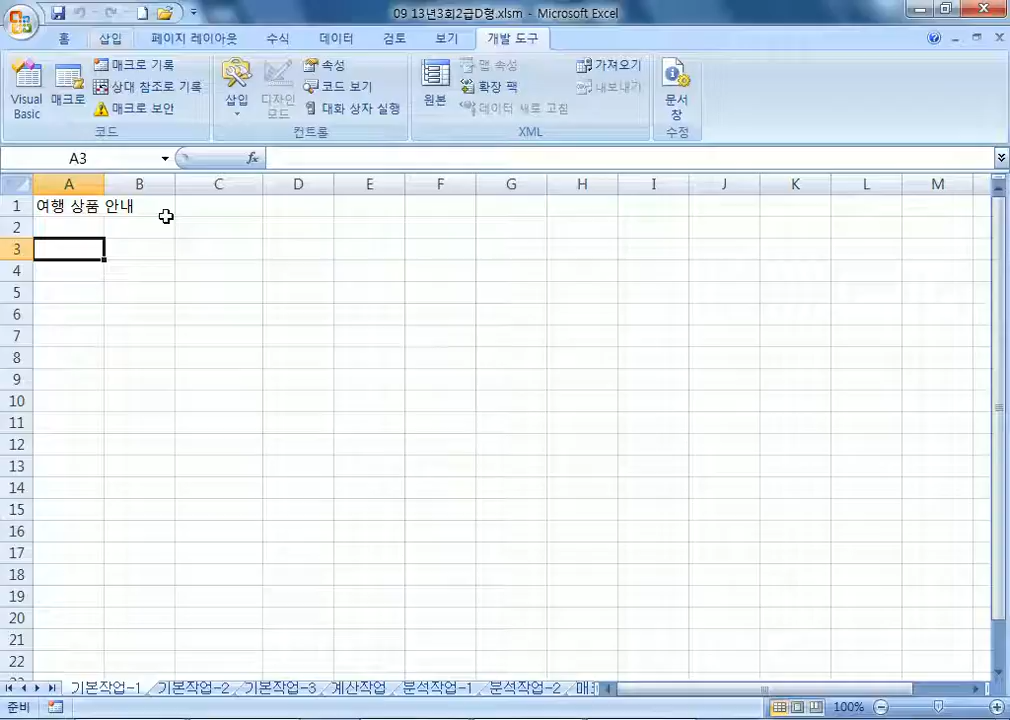 09 13년3회2급D형.xlsm - Microsoft Excel
홈 삽입 페이지 레이아웃 수식 데이터 검토 보기 개발 도구
Visual Basic
매크로
매크로 기록
상대 참조로 기록
매크로 보안
코드
삽입
디자인 모드
속성
코드 보기
대화 상자 실행
컨트롤
원본
맵 속성
확장 팩
데이터 새로 고침
가져오기
내보내기
XML
문서 창
수정
A3 fx
A B C D E F G H I J K L M
1 여행 상품 안내
2
3
4
5
6
7
8
9
10
11
12
13
14
15
16
17
18
19
20
21
22
기본작업-1 기본작업-2 기본작업-3 계산작업 분석작업-1 분석작업-2
준비 100%